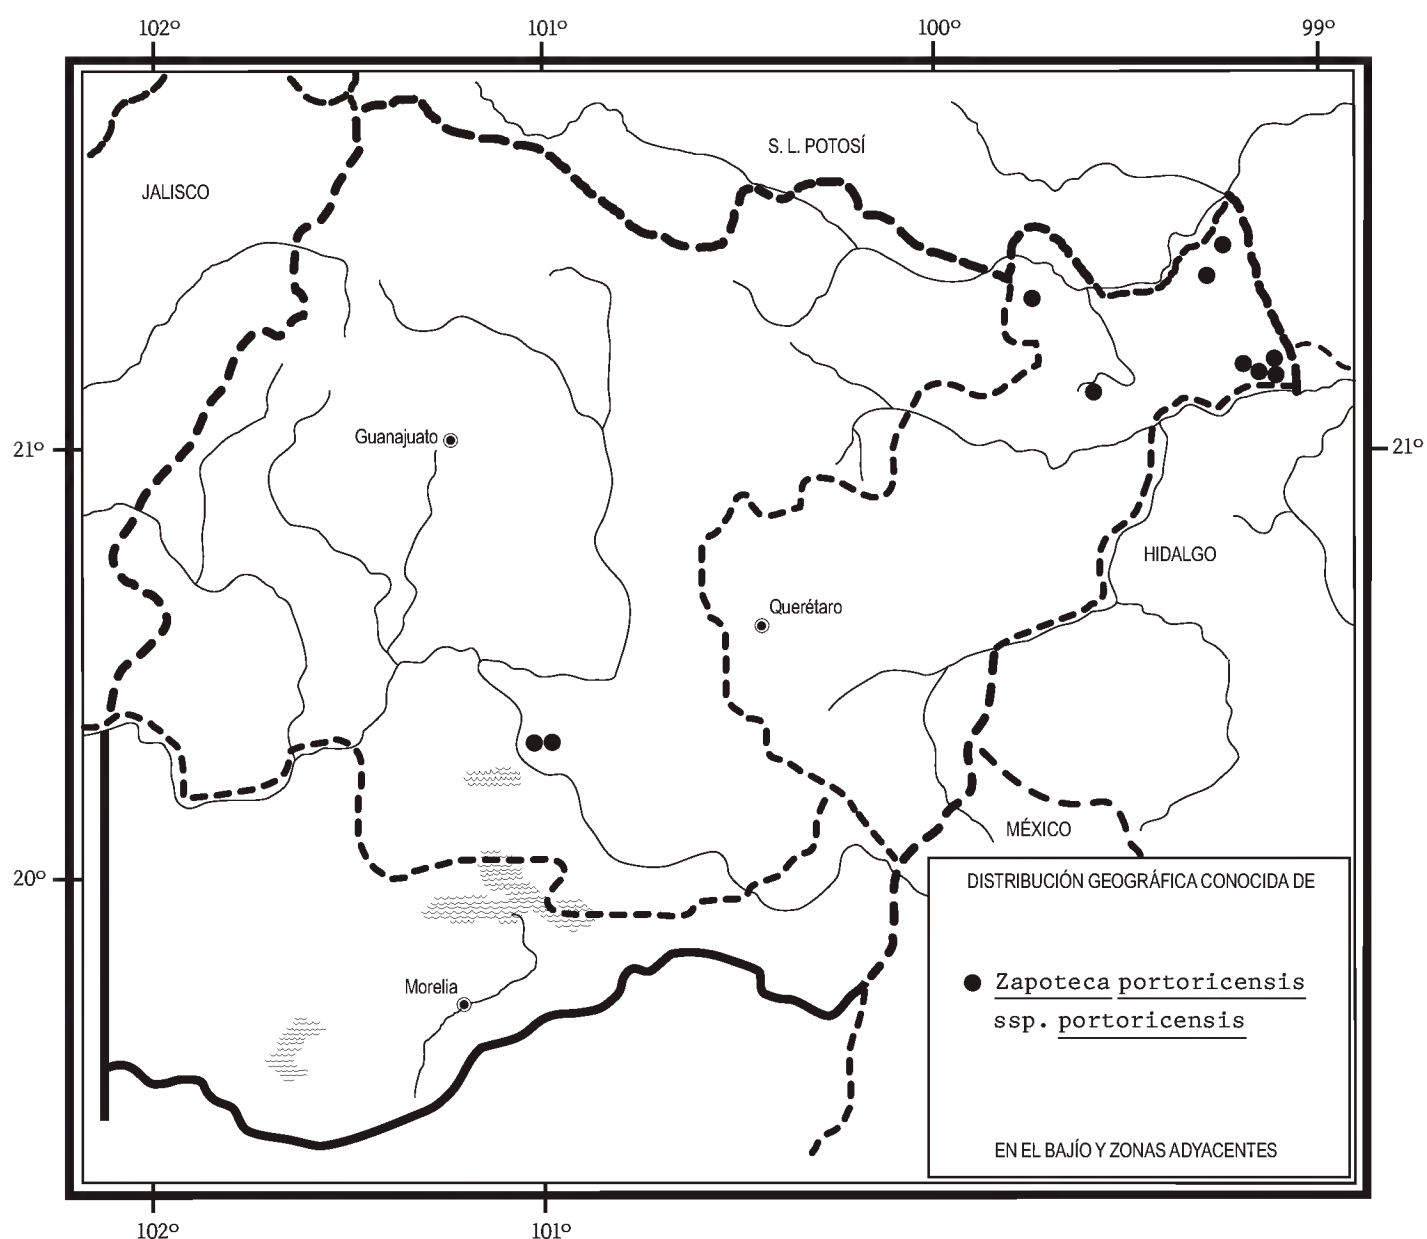 102º 101º 100º 99º
S. L. POTOSÍ
JALISCO
Guanajuato
21º 21º
HIDALGO
Querétaro
MÉXICO
20º
DISTRIBUCIÓN GEOGRÁFICA CONOCIDA DE
Zapoteca portoricensis
ssp. portoricensis
Morelia
EN EL BAJÍO Y ZONAS ADYACENTES
102º 101º